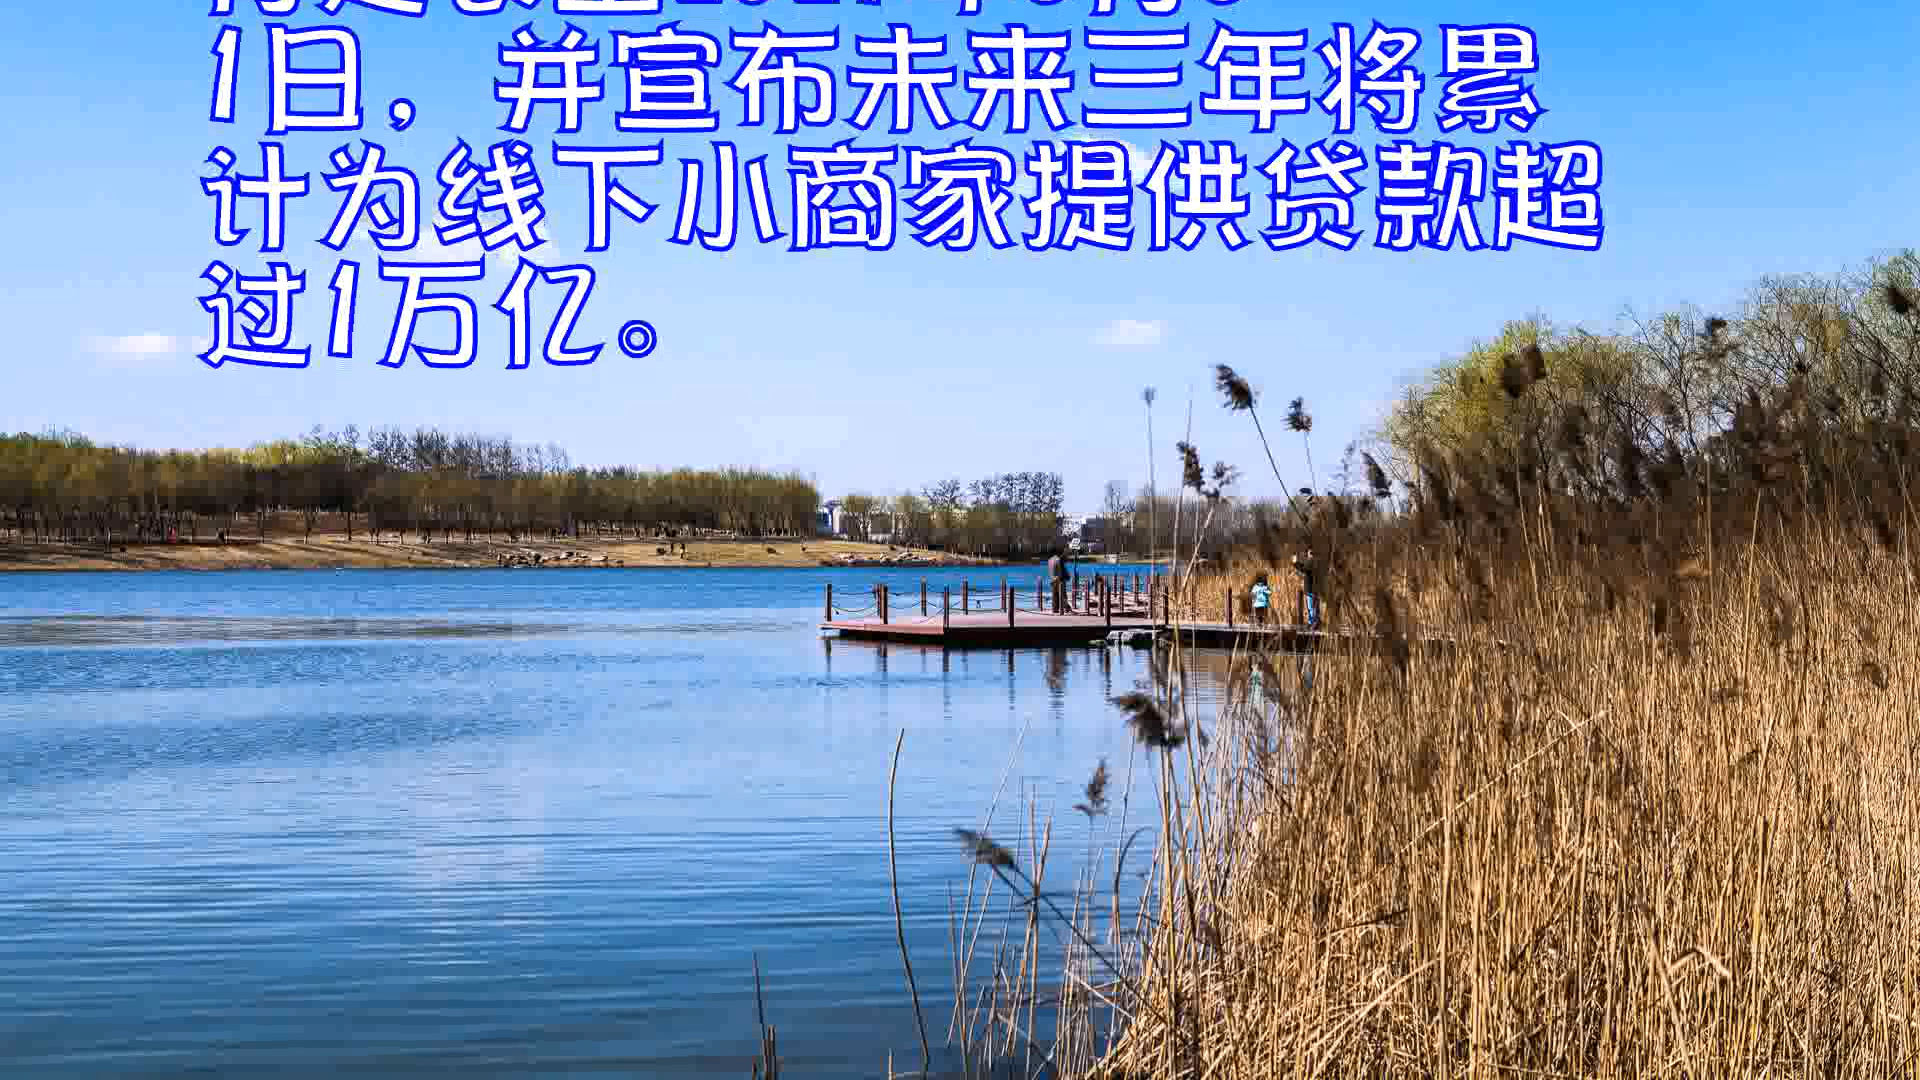 1日，并宣布未来三年将累
计为线下小商家提供贷款超
过1万亿。